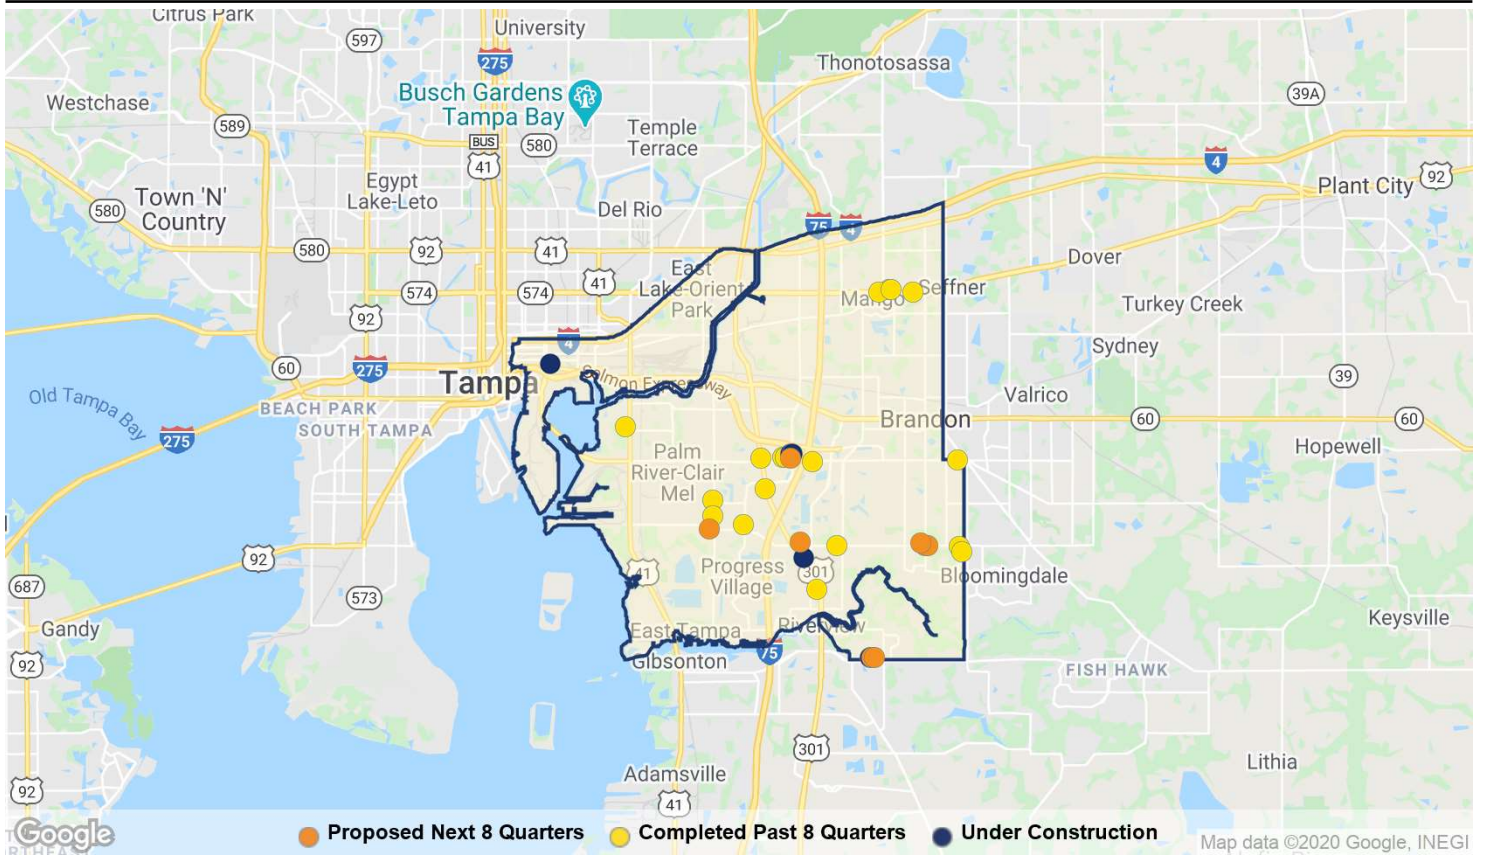 Citrus Park
University
597
275
Thonotosassa
Busch Gardens
Tampa Bay
39A
Westchase
589
Temple
Terrace
BUS
41
580
4
Plant City
92
Egypt
Lake-Leto
Town 'N'
Country
580
Del Rio
75
4
580
92
41
Dover
East
Lake-Orient
Park
41
574
574
Mango
Seffner
Turkey Creek
92
4
Sydney
60
275
Tampa
Salmon Expressway
39
Old Tampa Bay
BEACH PARK
SOUTH TAMPA
Valrico
275
Brandon
60
60
Hopewell
Palm
River-Clair
Mel
92
41
Progress
Village
301
Bloomingdale
687
573
Gandy
Keysville
East Tampa
Riverview
92
Gibsonton
75
FISH HAWK
301
Lithia
Adamsville
92
41
Google
Proposed Next 8 Quarters
Completed Past 8 Quarters
Under Construction
Map data ©2020 Google, INEGI